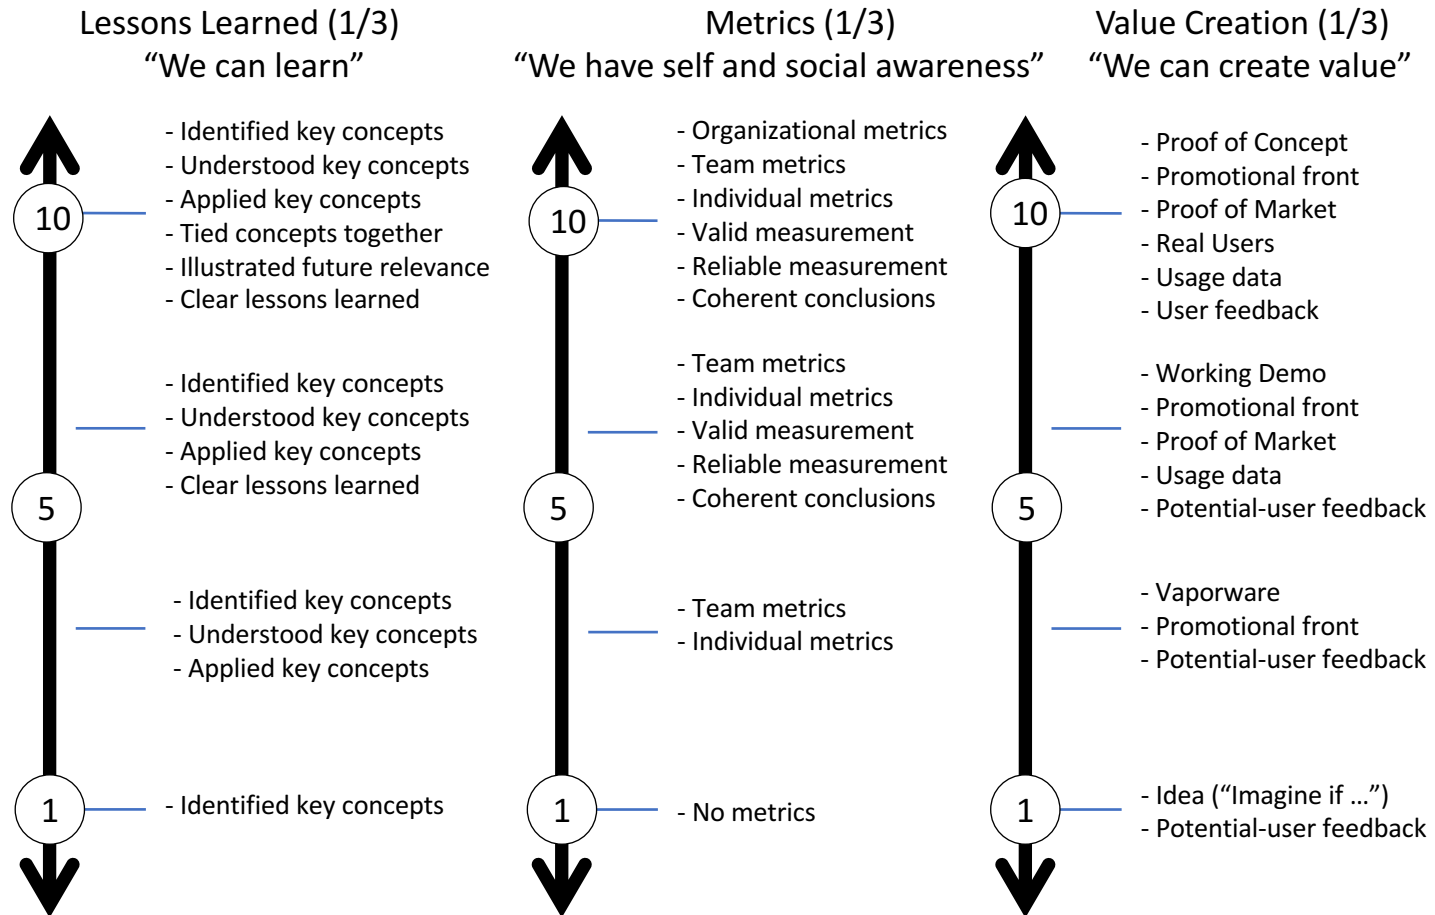 Lessons Learned (1/3)
“We can learn”
10
- Identified key concepts
- Understood key concepts
- Applied key concepts
- Tied concepts together
- Illustrated future relevance
- Clear lessons learned
- Identified key concepts
- Understood key concepts
- Applied key concepts
- Clear lessons learned
5
- Identified key concepts
- Understood key concepts
- Applied key concepts
1
- Identified key concepts
Metrics (1/3)
“We have self and social awareness”
10
- Organizational metrics
- Team metrics
- Individual metrics
- Valid measurement
- Reliable measurement
- Coherent conclusions
- Team metrics
- Individual metrics
- Valid measurement
- Reliable measurement
- Coherent conclusions
5
- Team metrics
- Individual metrics
1
- No metrics
Value Creation (1/3)
“We can create value”
10
- Proof of Concept
- Promotional front
- Proof of Market
- Real Users
- Usage data
- User feedback
- Working Demo
- Promotional front
- Proof of Market
- Usage data
- Potential-user feedback
5
- Vaporware
- Promotional front
- Potential-user feedback
1
- Idea (“Imagine if …”)
- Potential-user feedback